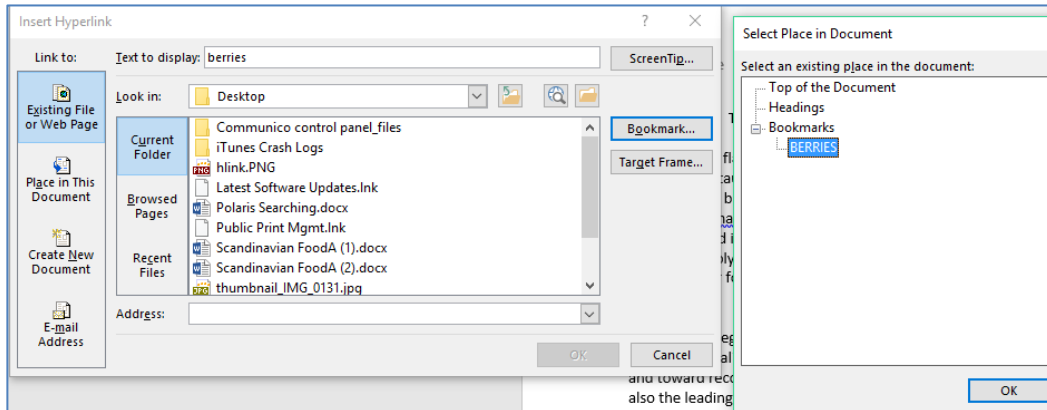 Insert Hyperlink
Link to:
Text to display: berries
ScreenTip...
Existing File
or Web Page
Place in This
Document
Create New
Document
E-mail
Address
Look in: Desktop
Current
Folder
Browsed
Pages
Recent
Files
Communico control panel_files
iTunes Crash Logs
hlink.PNG
Latest Software Updates.lnk
Polaris Searching.docx
Public Print Mgmt.lnk
Scandinavian FoodA (1).docx
Scandinavian FoodA (2).docx
thumbnail_IMG_0131.jpg
Bookmark...
Target Frame...
Address:
OK
Cancel
and toward
also the leading
Select Place in Document
Select an existing place in the document:
Top of the Document
Headings
Bookmarks
BERRIES
OK